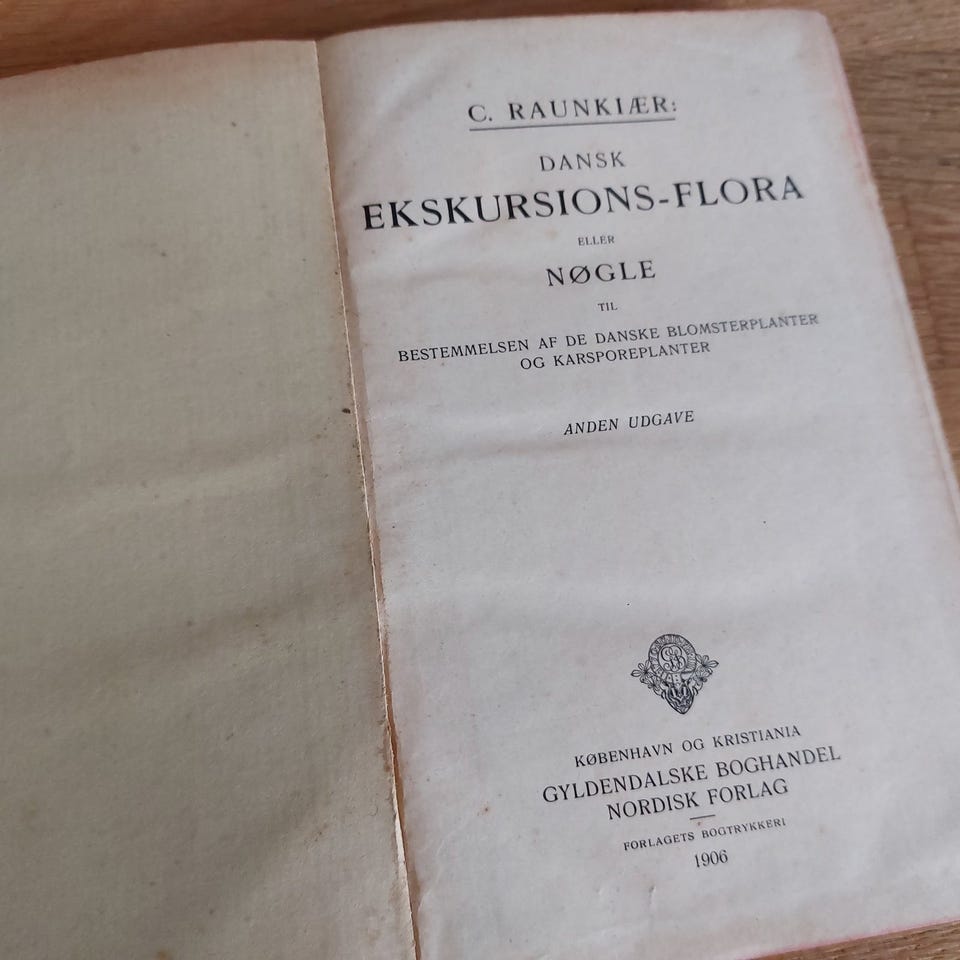 C. RAUNKIÆR:
DANSK
EKSKURSIONS-FLORA
ELLER
NØGLE
TIL
BESTEMMELSEN AF DE DANSKE BLOMSTERPLANTER
OG KARSPOREPLANTER
ANDEN UDGAVE
KØBENHAVN OG KRISTIANIA
GYLDENDALSKE BOGHANDEL
NORDISK FORLAG
FORLAGETS BOGTRYKKERI
1906